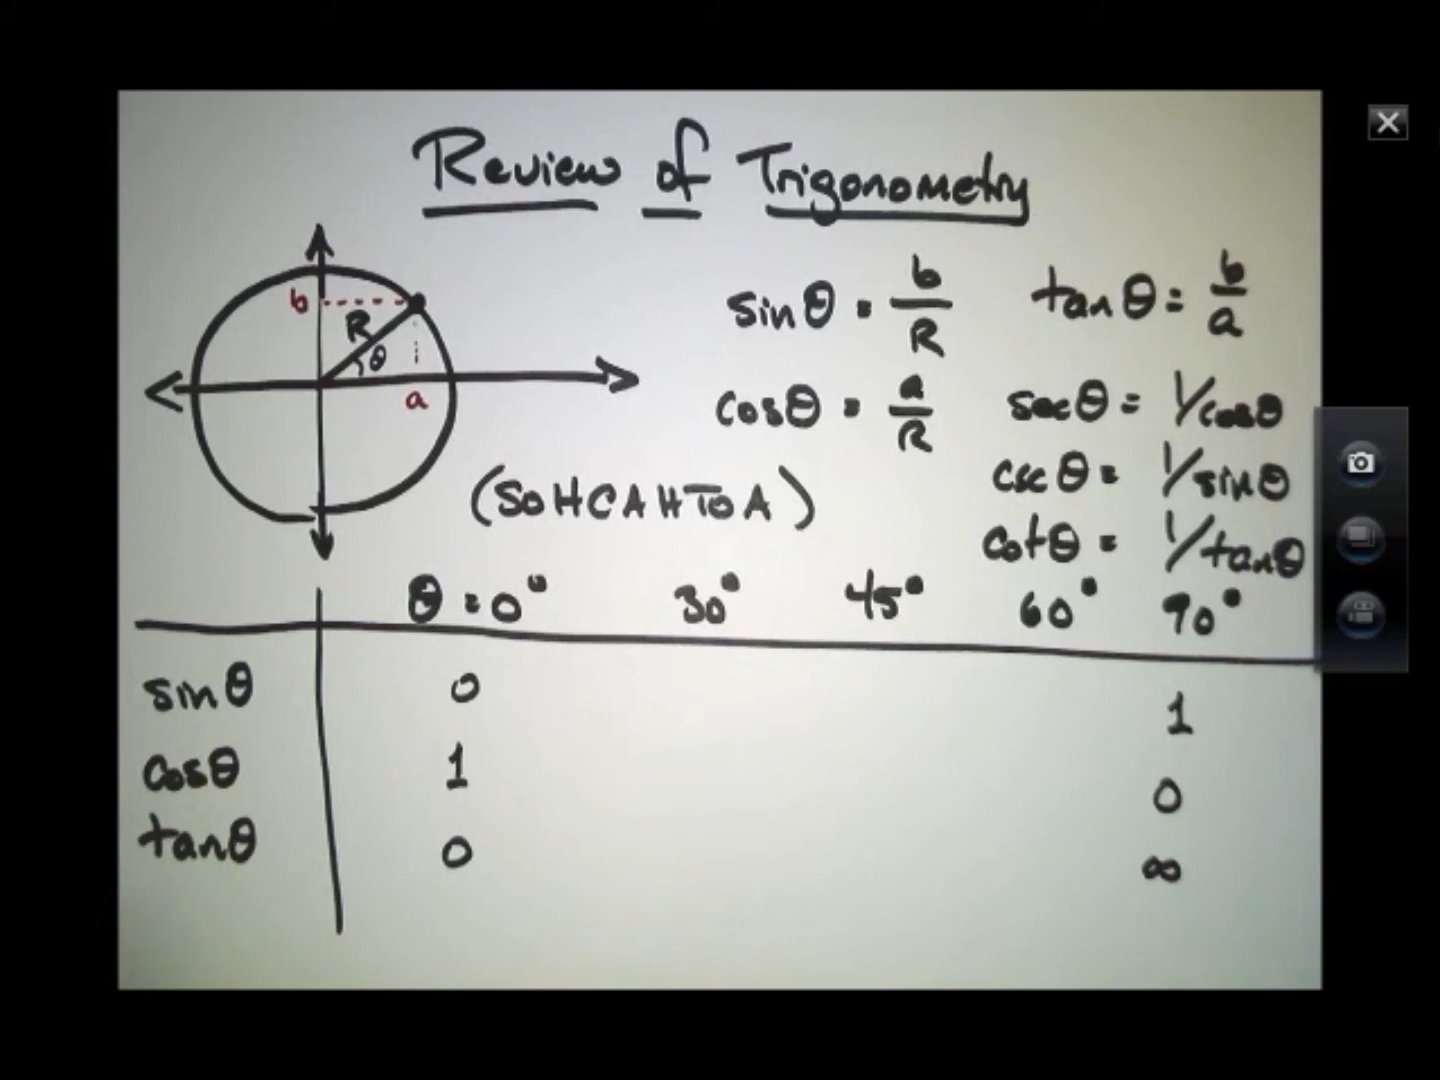 Review of Trigonometry
b
R
θ
a
sinθ = b/R
tanθ = b/a
cosθ = a/R
secθ = 1/cosθ
cscθ = 1/sinθ
cotθ = 1/tanθ
(SOHCAHTOA)
θ = 0° 30° 45° 60° 90°
sinθ 0 1
cosθ 1 0
tanθ 0 ∞